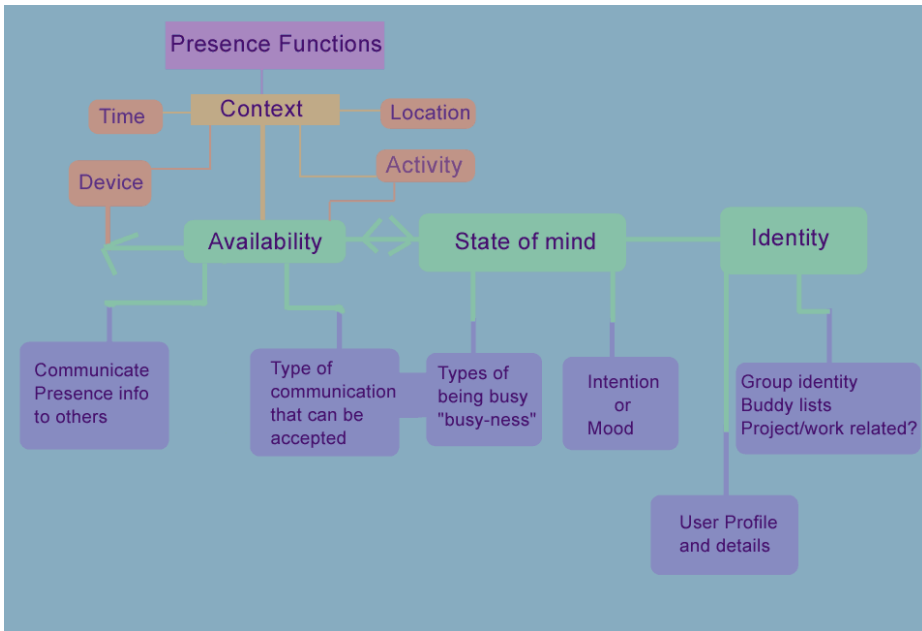 Presence Functions
Context
Time
Location
Device
Activity
Availability
State of mind
Identity
Communicate
Presence info
to others
Type of
communication
that can be
accepted
Types of
being busy
"busy-ness"
Intention
or
Mood
Group identity
Buddy lists
Project/work related?
User Profile
and details